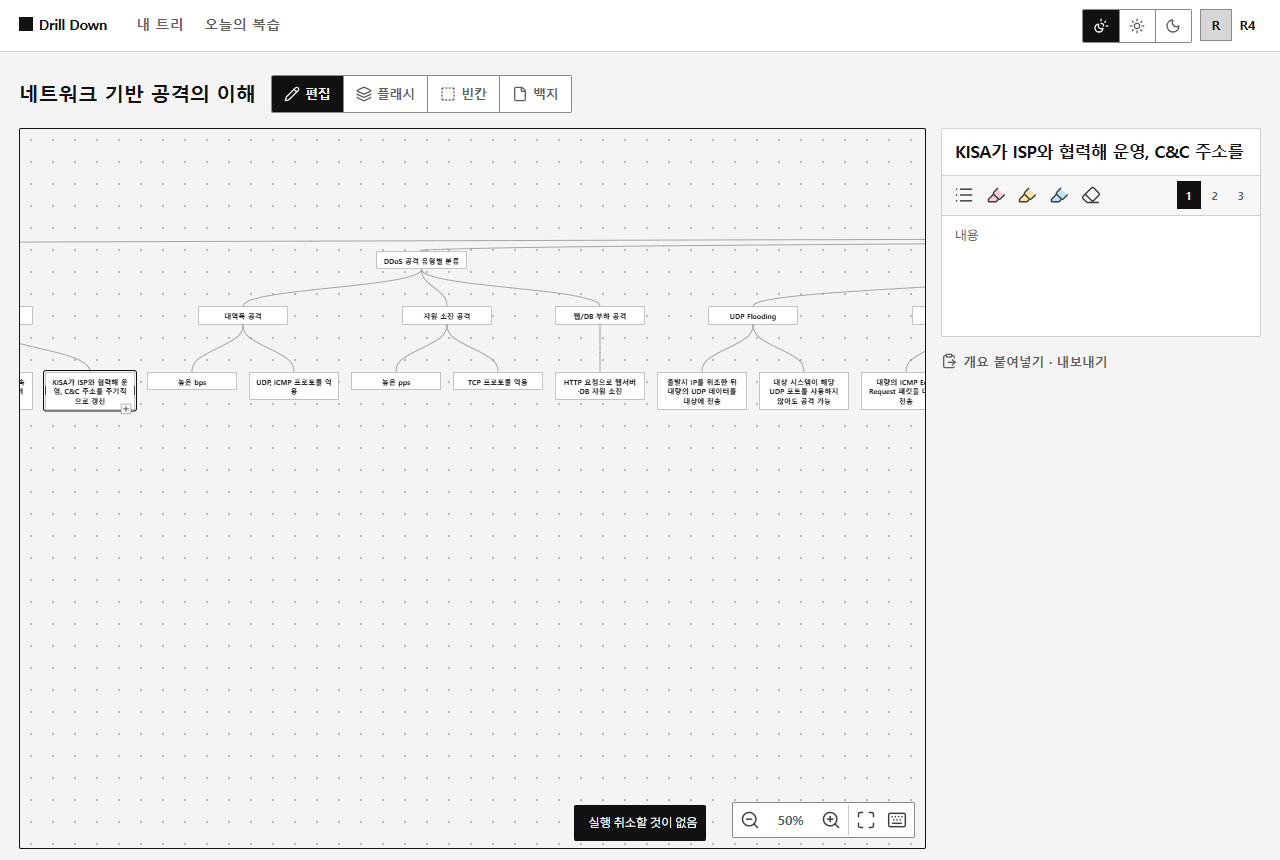 Drill Down
내 트리
오늘의 복습
R
R4
네트워크 기반 공격의 이해
편집
플래시
빈칸
백지
KISA가 ISP와 협력해 운영, C&C 주소를
1
2
3
내용
개요 붙여넣기 · 내보내기
DDoS 공격 유형별 분류
대역폭 공격
자원 소진 공격
웹/DB 부하 공격
UDP Flooding
KISA가 ISP와 협력해 운
영, C&C 주소를 주기적
으로 갱신
높은 bps
UDP, ICMP 프로토콜 악
용
높은 pps
TCP 프로토콜 악용
HTTP 요청으로 웹서버
·DB 자원 소진
출발지 IP를 위조한 뒤
대량의 UDP 데이터를
대상에 전송
대상 시스템이 해당
UDP 포트를 사용하지
않아도 공격 가능
대량의 ICMP
Request 패킷을
전송
실행 취소할 것이 없음
50%